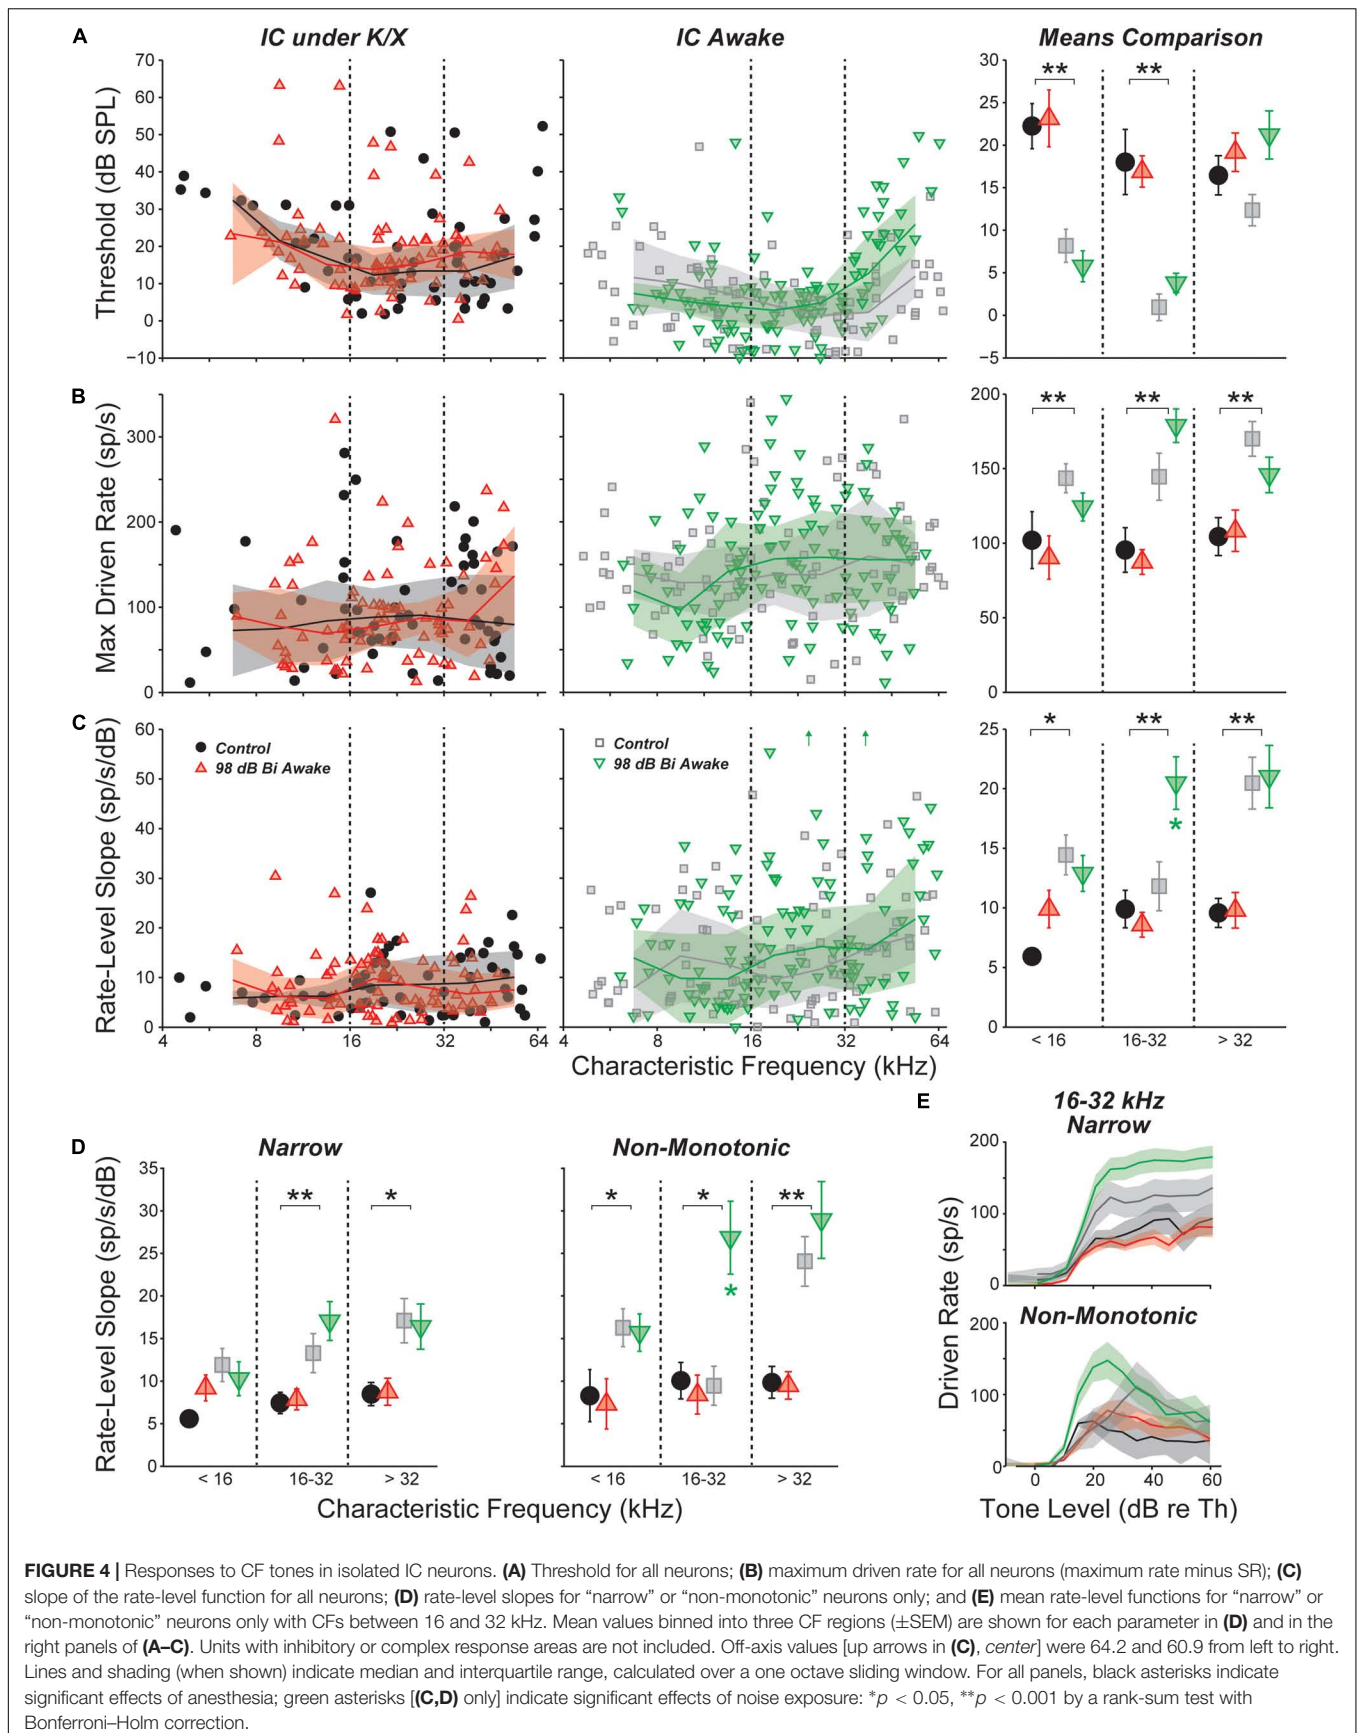 A
IC under K/X
IC Awake
Means Comparison
Threshold (dB SPL)
70
60
50
40
30
20
10
0
−10
30
25
20
15
10
5
0
−5
**
**
B
Max Driven Rate (sp/s)
300
200
100
0
200
150
100
50
0
**
**
**
C
Rate-Level Slope (sp/s/dB)
60
50
40
30
20
10
0
Control
98 dB Bi Awake
Control
98 dB Bi Awake
25
20
15
10
5
0
*
**
**
*
4 8 16 32 64
4 8 16 32 64
< 16 16-32 > 32
Characteristic Frequency (kHz)
D
Narrow
Non-Monotonic
Rate-Level Slope (sp/s/dB)
35
30
25
20
15
10
5
0
**
*
*
*
**
*
< 16 16-32 > 32
< 16 16-32 > 32
Characteristic Frequency (kHz)
E
16-32 kHz
Narrow
Driven Rate (sp/s)
200
100
0
Non-Monotonic
200
100
0
0 20 40 60
Tone Level (dB re Th)
FIGURE 4 | Responses to CF tones in isolated IC neurons. (A) Threshold for all neurons; (B) maximum driven rate for all neurons (maximum rate minus SR); (C)
slope of the rate-level function for all neurons; (D) rate-level slopes for “narrow” or “non-monotonic” neurons only; and (E) mean rate-level functions for “narrow” or
“non-monotonic” neurons only with CFs between 16 and 32 kHz. Mean values binned into three CF regions (±SEM) are shown for each parameter in (D) and in the
right panels of (A–C). Units with inhibitory or complex response areas are not included. Off-axis values [up arrows in (C), center] were 64.2 and 60.9 from left to right.
Lines and shading (when shown) indicate median and interquartile range, calculated over a one octave sliding window. For all panels, black asterisks indicate
significant effects of anesthesia; green asterisks [(C,D) only] indicate significant effects of noise exposure: *p < 0.05, **p < 0.001 by a rank-sum test with
Bonferroni–Holm correction.